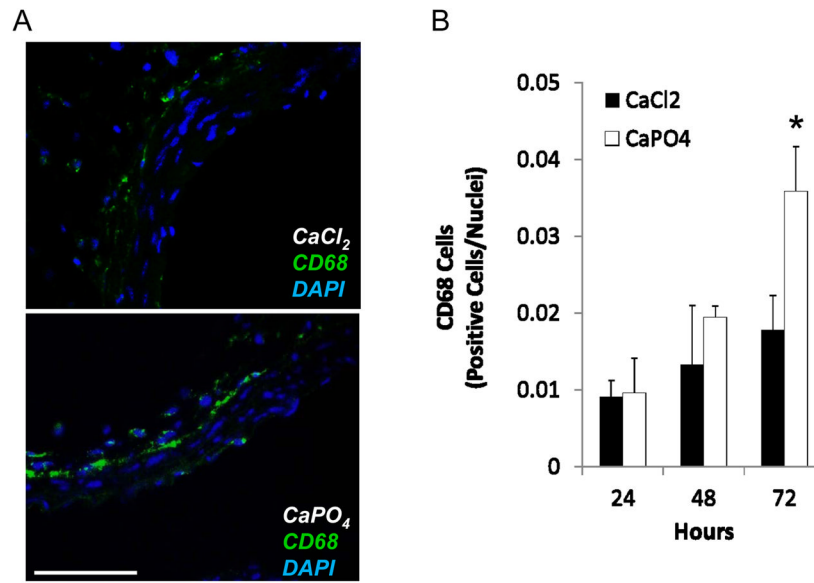 A
CaCl₂
CD68
DAPI
CaPO₄
CD68
DAPI
B
CD68 Cells
(Positive Cells/Nuclei)
0.05
0.04
0.03
0.02
0.01
0
CaCl2
CaPO4
*
24 48 72
Hours